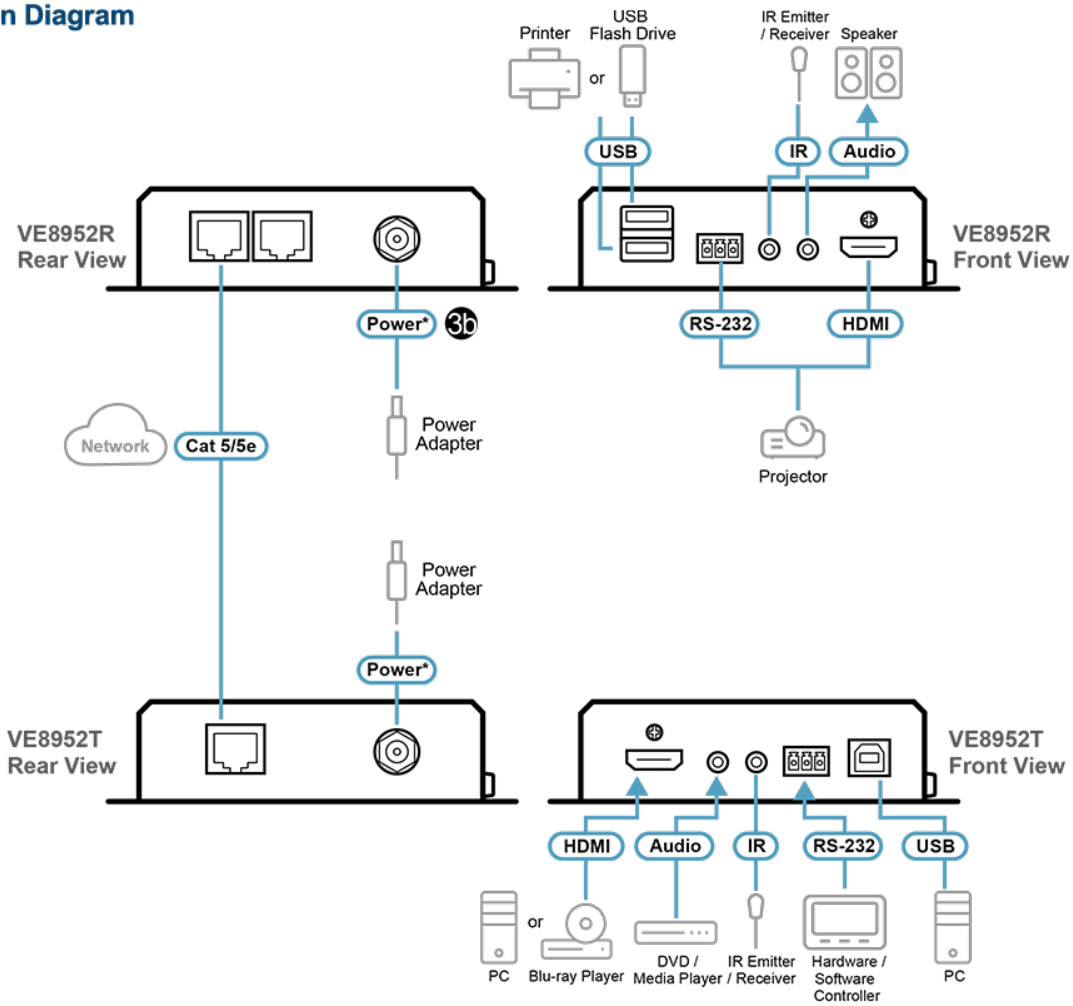 n Diagram
Printer
or
USB
Flash Drive
IR Emitter
/ Receiver
Speaker
USB
IR
Audio
VE8952R
Rear View
VE8952R
Front View
Power*
3b
RS-232
HDMI
Network
Cat 5/5e
Power
Adapter
Projector
Power
Adapter
Power*
VE8952T
Rear View
VE8952T
Front View
HDMI
Audio
IR
RS-232
USB
or
PC
Blu-ray Player
DVD /
Media Player
IR Emitter
/ Receiver
Hardware /
Software
Controller
PC